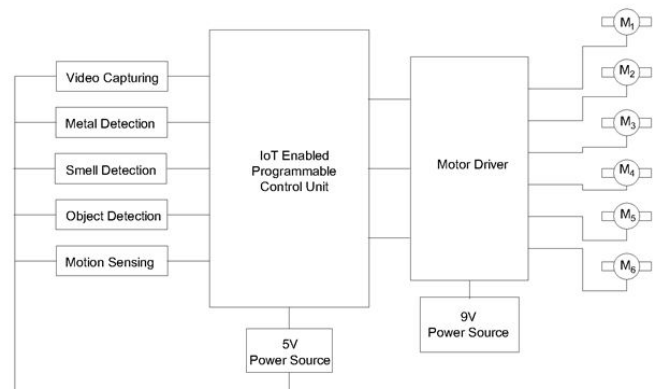 Video Capturing
Metal Detection
Smell Detection
Object Detection
Motion Sensing
IoT Enabled
Programmable
Control Unit
5V
Power Source
Motor Driver
9V
Power Source
M1
M2
M3
M4
M5
M6